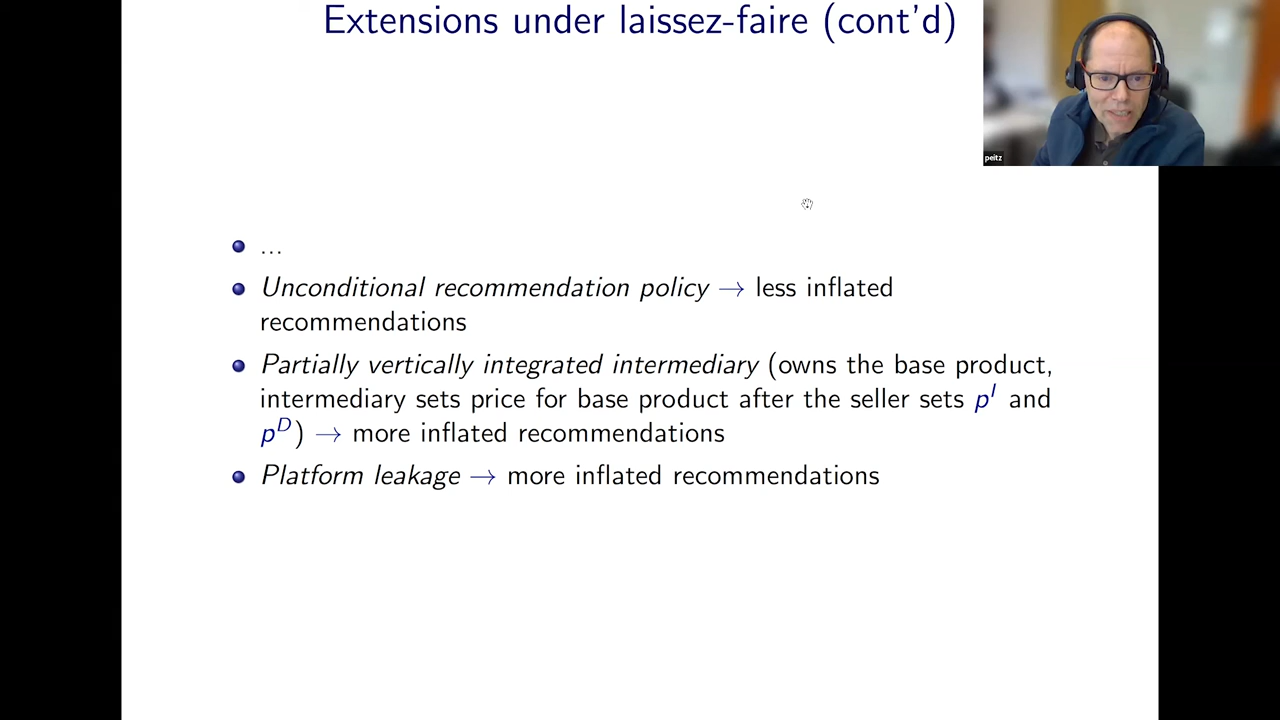 Extensions under laissez-faire (cont'd)
peitz
...
Unconditional recommendation policy → less inflated
recommendations
Partially vertically integrated intermediary (owns the base product,
intermediary sets price for base product after the seller sets p^I and
p^D) → more inflated recommendations
Platform leakage → more inflated recommendations